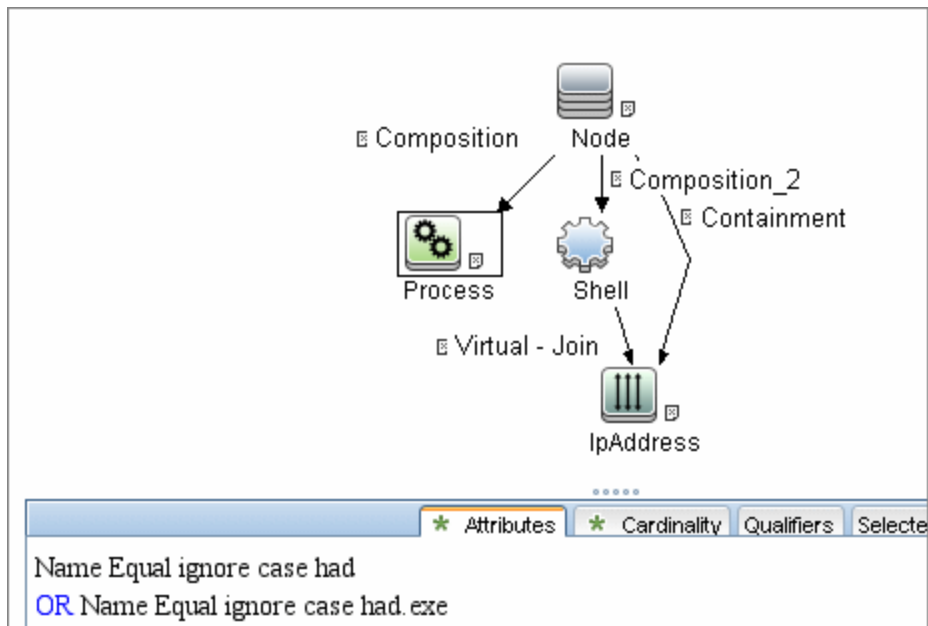 Node
Composition
Composition_2
Containment
Process
Shell
Virtual - Join
IpAddress
* Attributes * Cardinality Qualifiers Selecte
Name Equal ignore case had
OR Name Equal ignore case had.exe